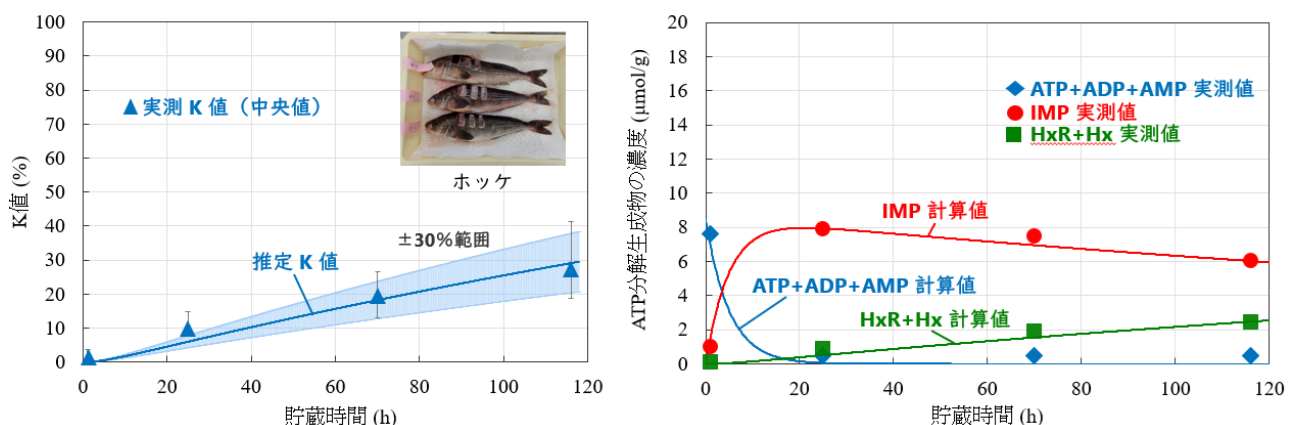 100
90
80
70
60
50
40
30
20
10
0
K値 (%)
▲ 実測 K 値（中央値）
ホッケ
±30%範囲
推定 K 値
0
20
40
60
80
100
120
貯蔵時間 (h)
20
18
16
14
12
10
8
6
4
2
0
ATP分解生成物の濃度 (μmol/g)
ATP+ADP+AMP 実測値
IMP 実測値
HxR+Hx 実測値
IMP 計算値
ATP+ADP+AMP 計算値
HxR+Hx 計算値
0
20
40
60
80
100
120
貯蔵時間 (h)